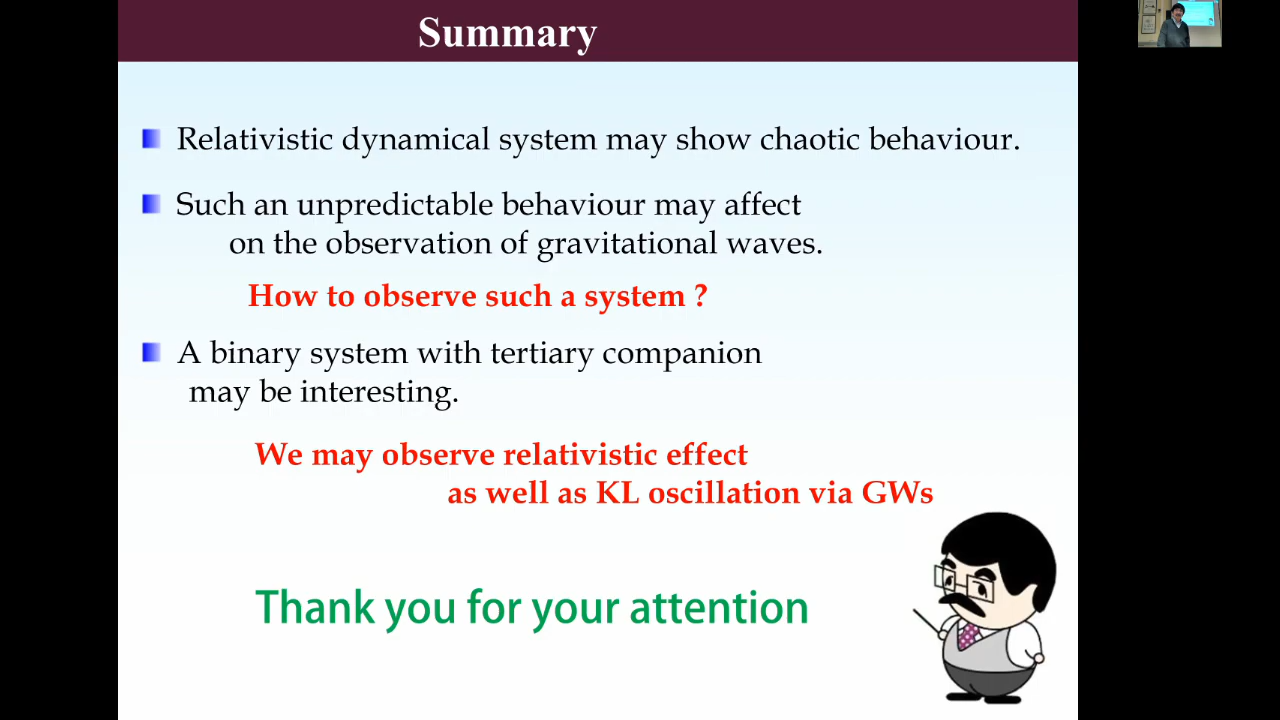 Summary
Relativistic dynamical system may show chaotic behaviour.
Such an unpredictable behaviour may affect
on the observation of gravitational waves.
How to observe such a system ?
A binary system with tertiary companion
may be interesting.
We may observe relativistic effect
as well as KL oscillation via GWs
Thank you for your attention